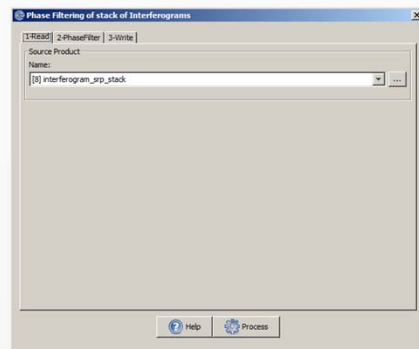 Phase Filtering of stack of Interferograms
1-Read 2-PhaseFilter 3-Write
Source Product
Name:
[8] interferogram_srp_stack
...
Help Process